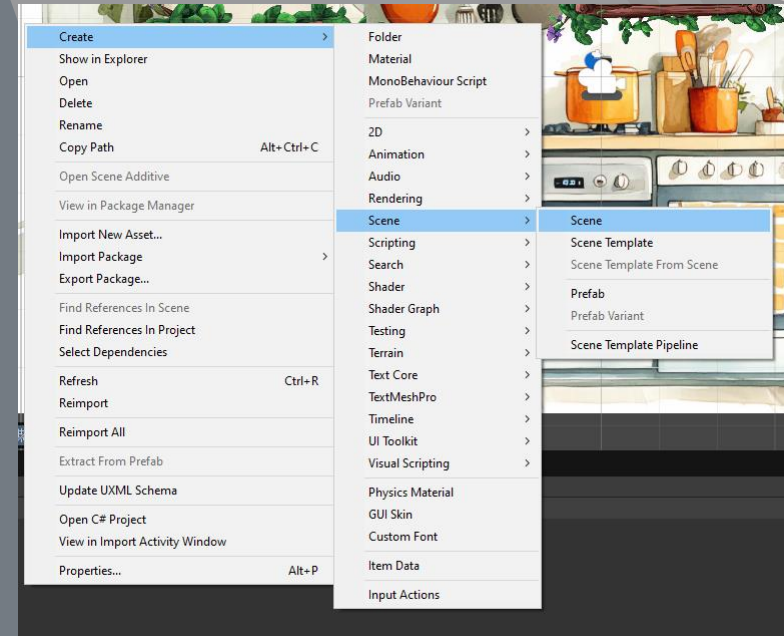 Create
Show in Explorer
Open
Delete
Rename
Copy Path Alt+Ctrl+C
Open Scene Additive
View in Package Manager
Import New Asset...
Import Package
Export Package...
Find References In Scene
Find References In Project
Select Dependencies
Refresh Ctrl+R
Reimport
Reimport All
Extract From Prefab
Update UXML Schema
Open C# Project
View in Import Activity Window
Properties... Alt+P
Folder
Material
MonoBehaviour Script
Prefab Variant
2D
Animation
Audio
Rendering
Scene
Scripting
Search
Shader
Shader Graph
Testing
Terrain
Text Core
TextMeshPro
Timeline
UI Toolkit
Visual Scripting
Physics Material
GUI Skin
Custom Font
Item Data
Input Actions
Scene
Scene Template
Scene Template From Scene
Prefab
Prefab Variant
Scene Template Pipeline